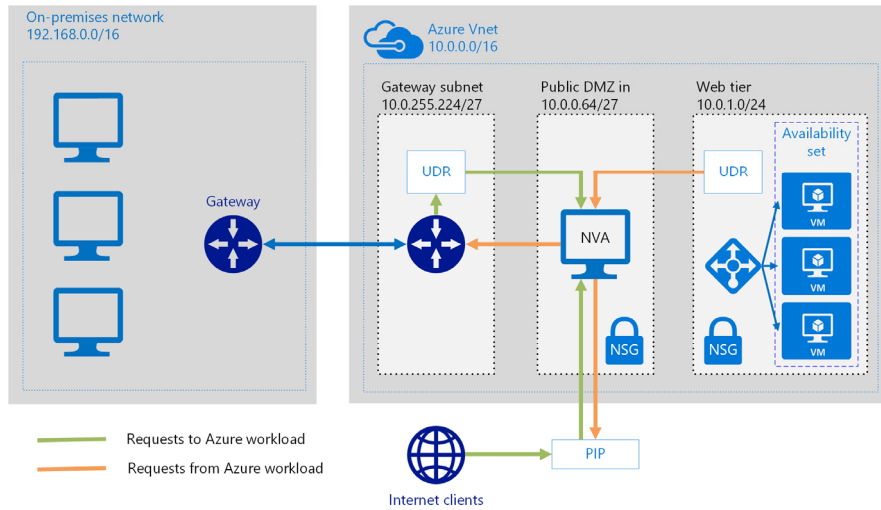 On-premises network
192.168.0.0/16
Gateway
Azure Vnet
10.0.0.0/16
Gateway subnet
10.0.255.224/27
UDR
Public DMZ in
10.0.0.64/27
NVA
NSG
Web tier
10.0.1.0/24
UDR
NSG
Availability
set
VM
VM
VM
Requests to Azure workload
Requests from Azure workload
Internet clients
PIP